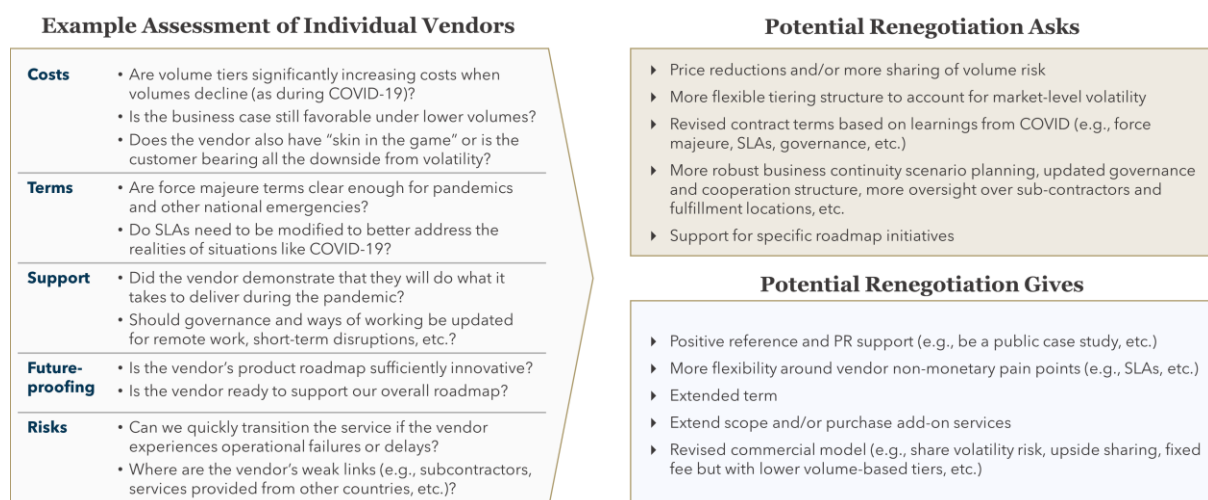 Example Assessment of Individual Vendors
Costs
• Are volume tiers significantly increasing costs when
volumes decline (as during COVID-19)?
• Is the business case still favorable under lower volumes?
• Does the vendor also have “skin in the game” or is the
customer bearing all the downside from volatility?
Terms
• Are force majeure terms clear enough for pandemics
and other national emergencies?
• Do SLAs need to be modified to better address the
realities of situations like COVID-19?
Support
• Did the vendor demonstrate that they will do what it
takes to deliver during the pandemic?
• Should governance and ways of working be updated
for remote work, short-term disruptions, etc.?
Future-
proofing
• Is the vendor’s product roadmap sufficiently innovative?
• Is the vendor ready to support our overall roadmap?
Risks
• Can we quickly transition the service if the vendor
experiences operational failures or delays?
• Where are the vendor’s weak links (e.g., subcontractors,
services provided from other countries, etc.)?
Potential Renegotiation Asks
Price reductions and/or more sharing of volume risk
More flexible tiering structure to account for market-level volatility
Revised contract terms based on learnings from COVID (e.g., force
majeure, SLAs, governance, etc.)
More robust business continuity scenario planning, updated governance
and cooperation structure, more oversight over sub-contractors and
fulfillment locations, etc.
Support for specific roadmap initiatives
Potential Renegotiation Gives
Positive reference and PR support (e.g., be a public case study, etc.)
More flexibility around vendor non-monetary pain points (e.g., SLAs, etc.)
Extended term
Extend scope and/or purchase add-on services
Revised commercial model (e.g., share volatility risk, upside sharing, fixed
fee but with lower volume-based tiers, etc.)